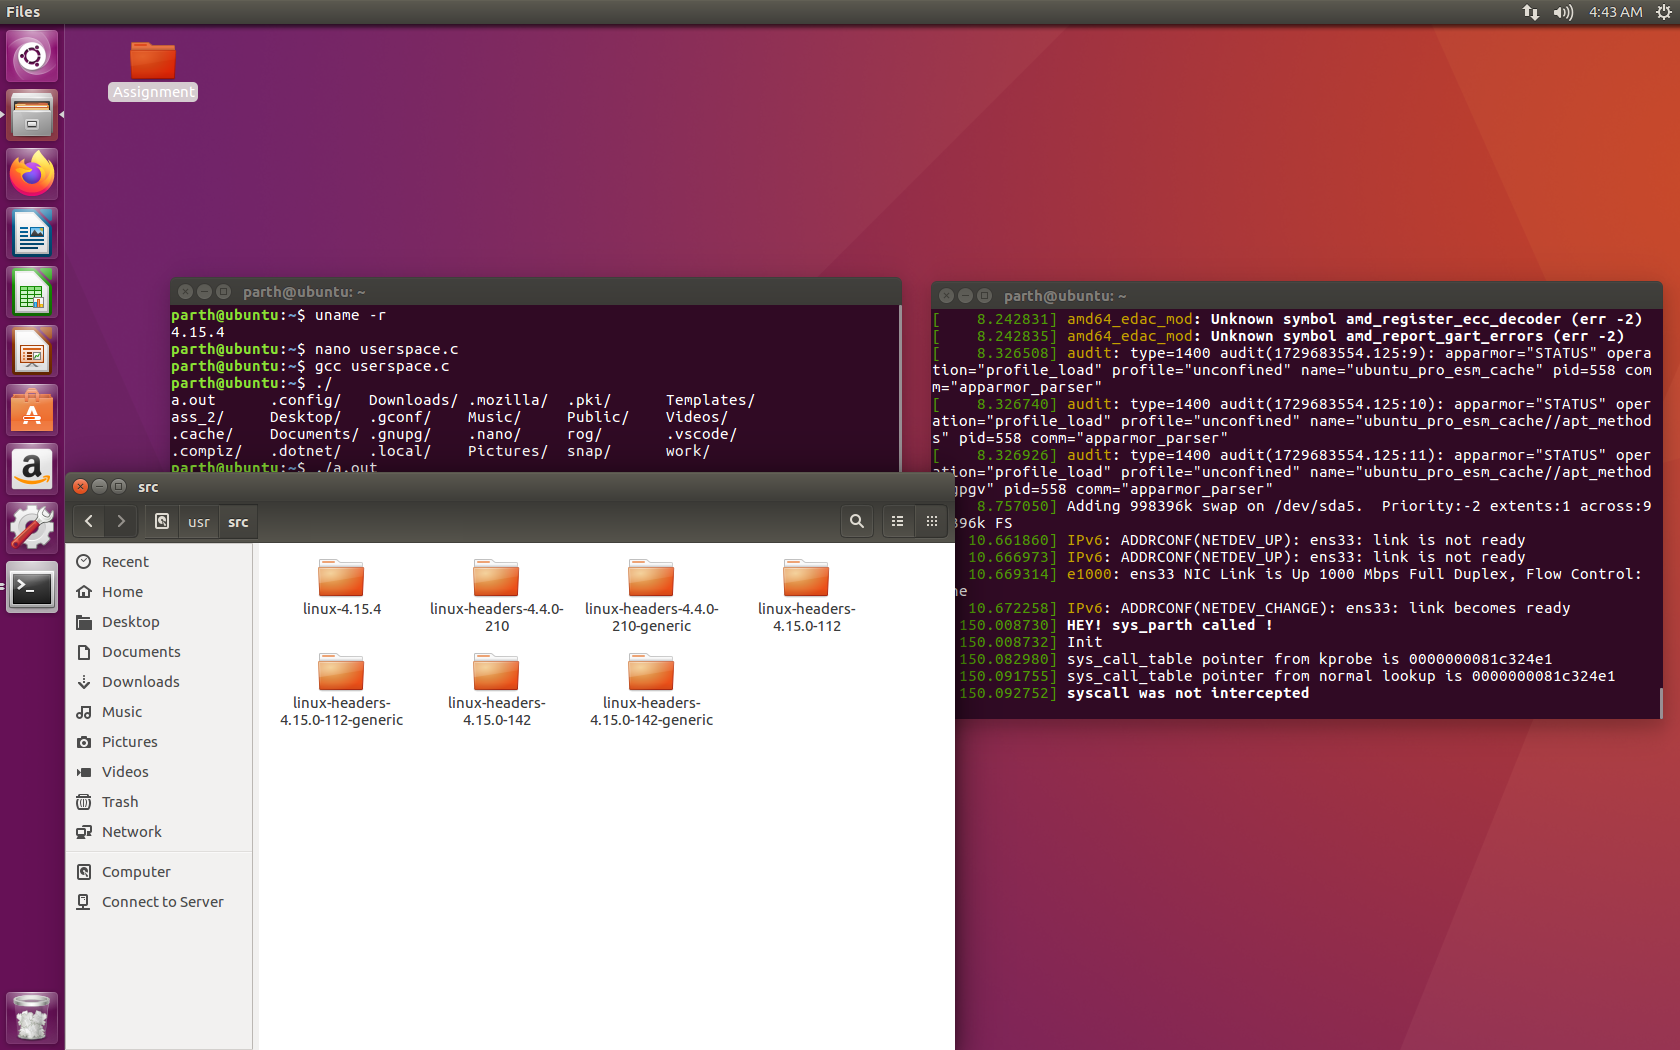 Files
4:43 AM
Assignment
parth@ubuntu: ~
parth@ubuntu:~$ uname -r
4.15.4
parth@ubuntu:~$ nano userspace.c
parth@ubuntu:~$ gcc userspace.c
parth@ubuntu:~$ ./
a.out .config/ Downloads/ .mozilla/ .pki/ Templates/
ass_2/ Desktop/ .gconf/ Music/ Public/ Videos/
.cache/ Documents/ .gnupg/ .nano/ rog/ .vscode/
.compiz/ .dotnet/ .local/ Pictures/ snap/ work/
parth@ubuntu:~$ ./a.out
parth@ubuntu: ~
[ 8.242831] amd64_edac_mod: Unknown symbol amd_register_ecc_decoder (err -2)
[ 8.242835] amd64_edac_mod: Unknown symbol amd_report_gart_errors (err -2)
[ 8.326508] audit: type=1400 audit(1729683554.125:9): apparmor="STATUS" opera
tion="profile_load" profile="unconfined" name="ubuntu_pro_esm_cache" pid=558 com
m="apparmor_parser"
[ 8.326740] audit: type=1400 audit(1729683554.125:10): apparmor="STATUS" oper
ation="profile_load" profile="unconfined" name="ubuntu_pro_esm_cache//apt_method
s" pid=558 comm="apparmor_parser"
[ 8.326926] audit: type=1400 audit(1729683554.125:11): apparmor="STATUS" oper
ation="profile_load" profile="unconfined" name="ubuntu_pro_esm_cache//apt_method
gpgv" pid=558 comm="apparmor_parser"
8.757050] Adding 998396k swap on /dev/sda5. Priority:-2 extents:1 across:9
396k FS
10.661860] IPv6: ADDRCONF(NETDEV_UP): ens33: link is not ready
10.666973] IPv6: ADDRCONF(NETDEV_UP): ens33: link is not ready
10.669314] e1000: ens33 NIC Link is Up 1000 Mbps Full Duplex, Flow Control:
ne
10.672258] IPv6: ADDRCONF(NETDEV_CHANGE): ens33: link becomes ready
150.008730] HEY! sys_parth called !
150.008732] Init
150.082980] sys_call_table pointer from kprobe is 0000000081c324e1
150.091755] sys_call_table pointer from normal lookup is 0000000081c324e1
150.092752] syscall was not intercepted
src
usr
src
Recent
Home
Desktop
Documents
Downloads
Music
Pictures
Videos
Trash
Network
Computer
Connect to Server
linux-4.15.4
linux-headers-4.4.0-
210
linux-headers-4.4.0-
210-generic
linux-headers-
4.15.0-112
linux-headers-
4.15.0-112-generic
linux-headers-
4.15.0-142
linux-headers-
4.15.0-142-generic